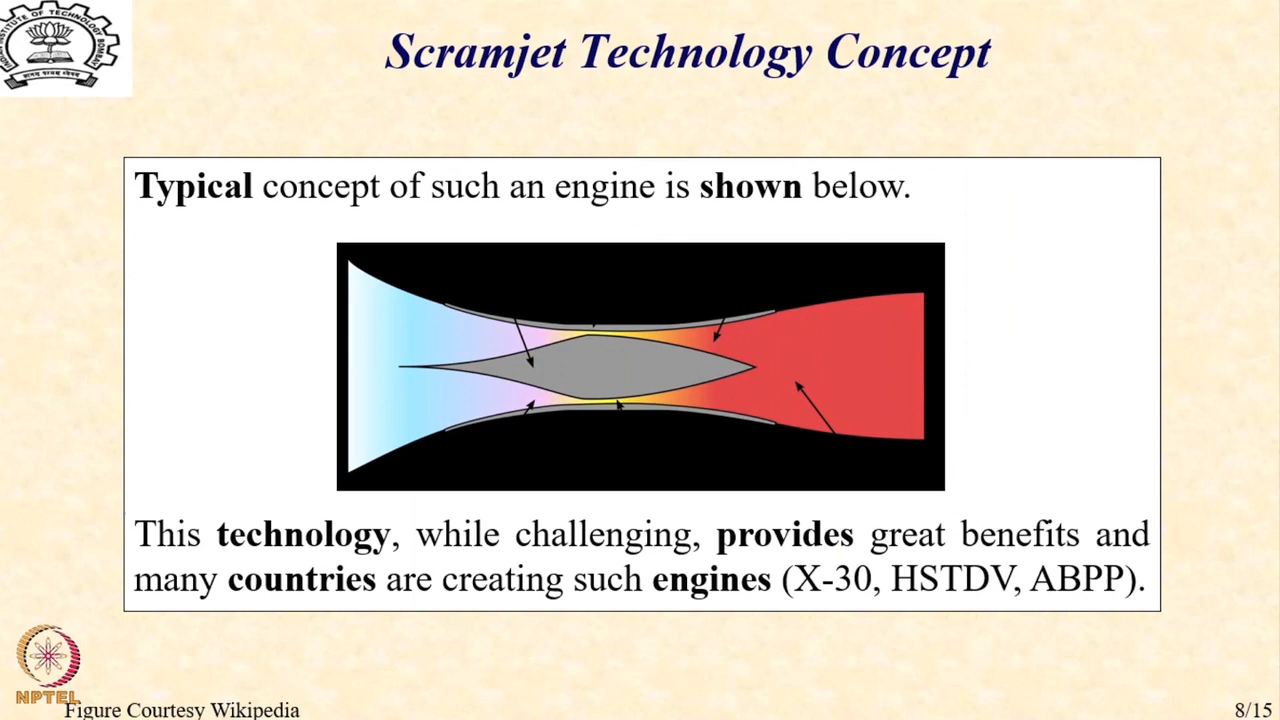 Scramjet Technology Concept
Typical concept of such an engine is shown below.
This technology, while challenging, provides great benefits and
many countries are creating such engines (X-30, HSTDV, ABPP).
NPTEL
Figure Courtesy Wikipedia
8/15